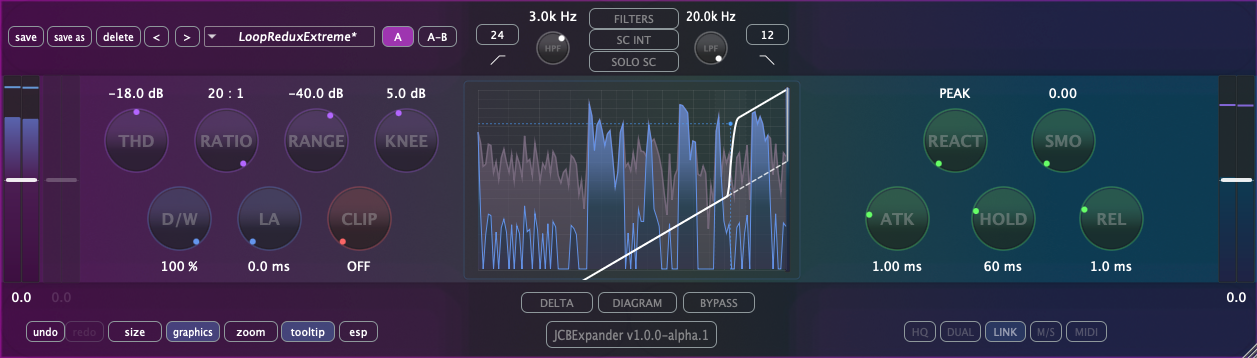 3.0k Hz FILTERS 20.0k Hz
save save as delete < > LoopReduxExtreme* A A-B 24 HPF SC INT LPF 12
SOLO SC
-18.0 dB 20 : 1 -40.0 dB 5.0 dB PEAK 0.00
THD RATIO RANGE KNEE REACT SMO
D/W LA CLIP ATK HOLD REL
100 % 0.0 ms OFF 1.00 ms 60 ms 1.0 ms
0.0 0.0 DELTA DIAGRAM BYPASS 0.0
undo redo size graphics zoom tooltip esp JCBExpander v1.0.0-alpha.1 HQ DUAL LINK M/S MIDI